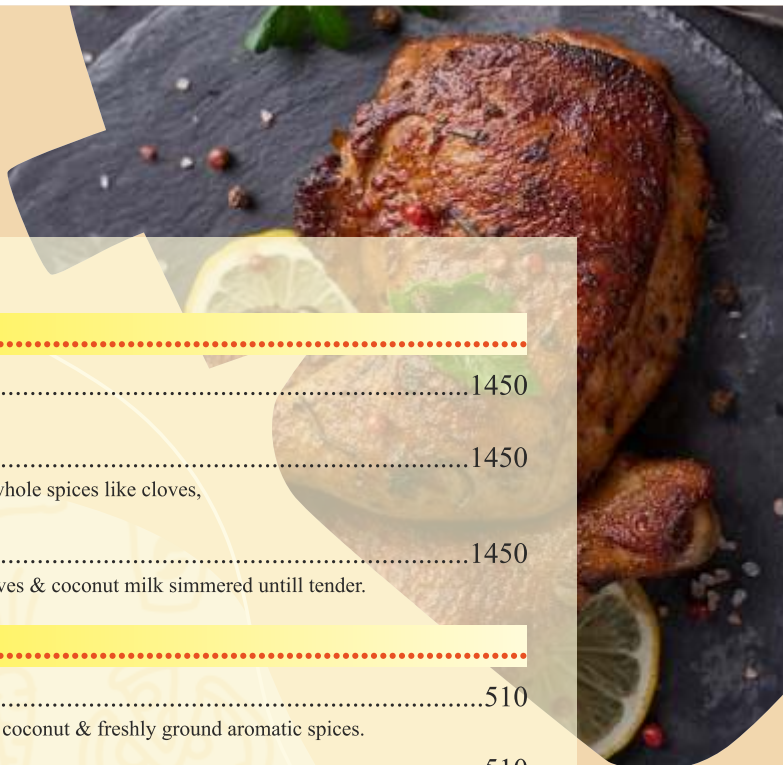 1450
1450
whole spices like cloves,
1450
ves & coconut milk simmered untill tender.
510
coconut & freshly ground aromatic spices.
510